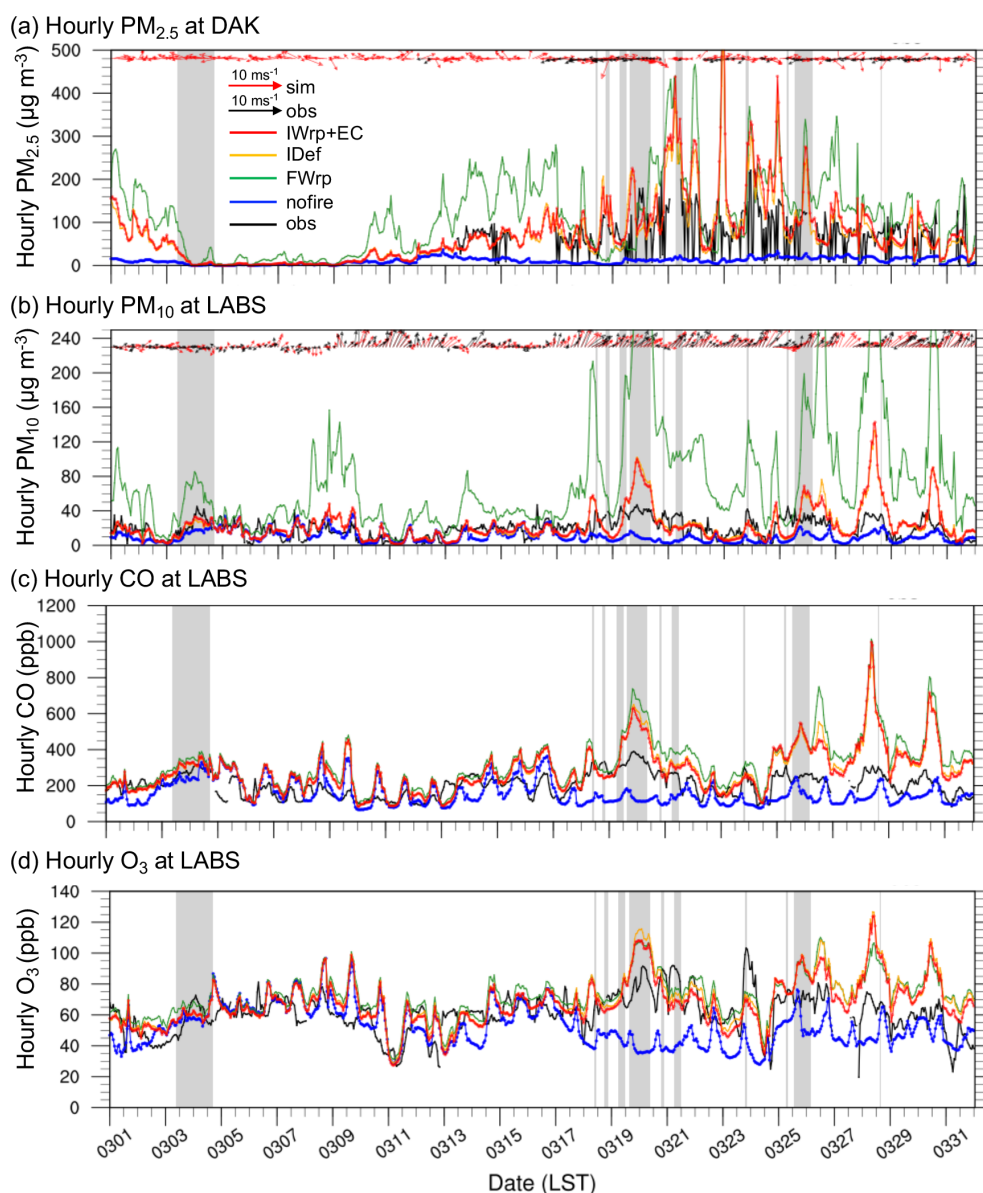 (a) Hourly PM2.5 at DAK
Hourly PM2.5 (µg m-3)
500
400
300
200
100
0
10 ms-1
sim
10 ms-1
obs
IWrp+EC
IDef
FWrp
nofire
obs
(b) Hourly PM10 at LABS
Hourly PM10 (µg m-3)
240
200
160
120
80
40
0
(c) Hourly CO at LABS
Hourly CO (ppb)
1200
1000
800
600
400
200
0
(d) Hourly O3 at LABS
Hourly O3 (ppb)
140
120
100
80
60
40
20
0
0301 0303 0305 0307 0309 0311 0313 0315 0317 0319 0321 0323 0325 0327 0329 0331
Date (LST)